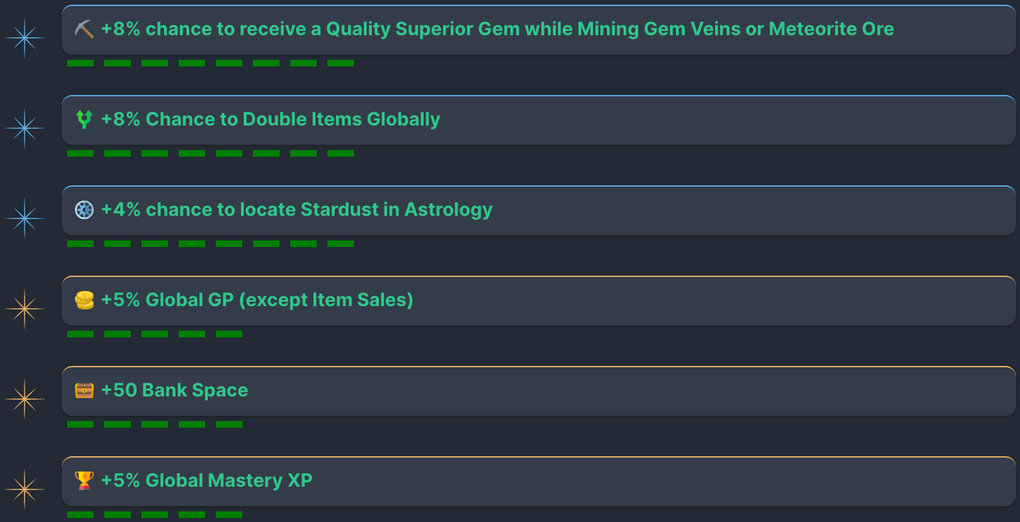 +8% chance to receive a Quality Superior Gem while Mining Gem Veins or Meteorite Ore
+8% Chance to Double Items Globally
+4% chance to locate Stardust in Astrology
+5% Global GP (except Item Sales)
+50 Bank Space
+5% Global Mastery XP